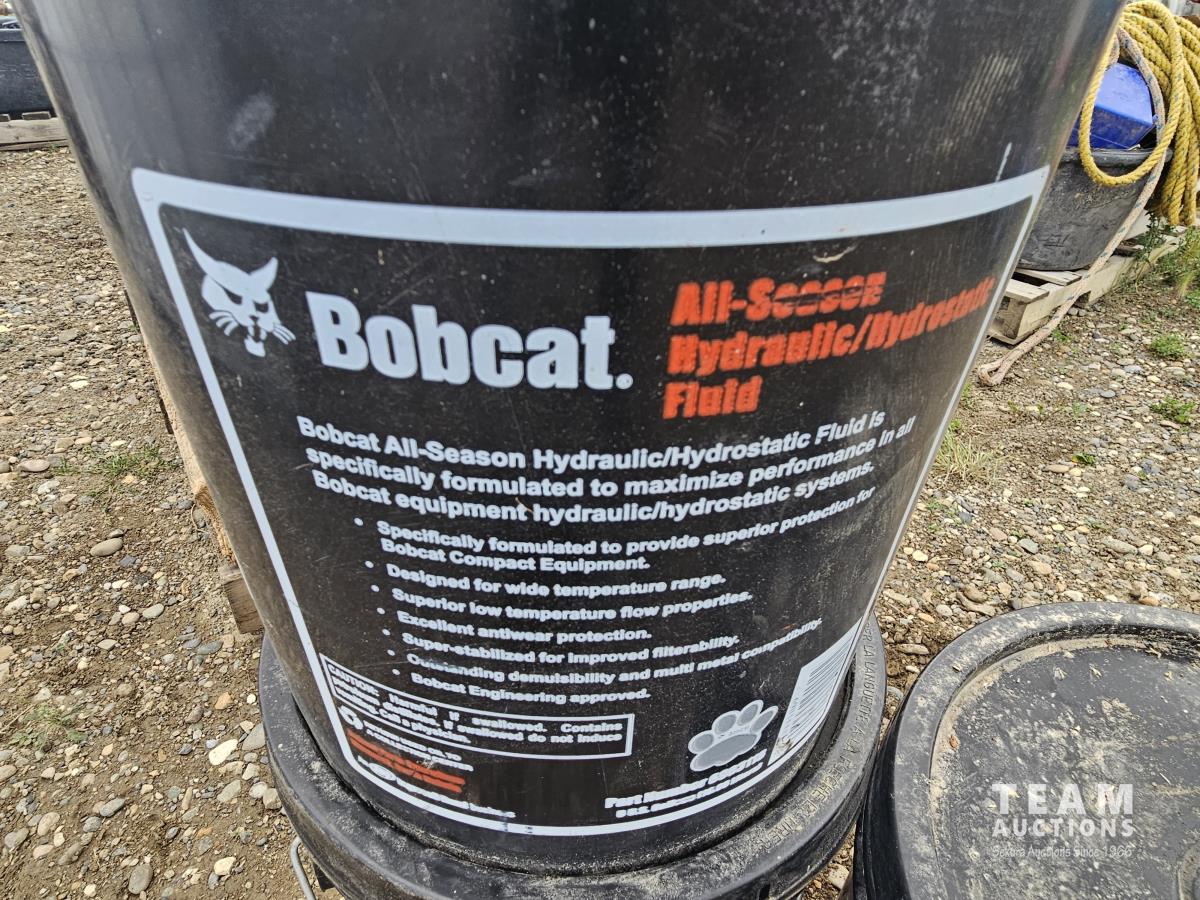 Bobcat.
All-Season
Hydraulic/Hydrostatic
Fluid
Bobcat All-Season Hydraulic/Hydrostatic Fluid is
specifically formulated to maximize performance in all
Bobcat equipment hydraulic/hydrostatic systems.
• Specifically formulated to provide superior protection for
Bobcat Compact Equipment.
• Designed for wide temperature range.
• Superior low temperature flow properties.
• Excellent antiwear protection.
• Super-stabilized for improved filterability.
• Outstanding demulsibility and multi metal compatibility.
• Bobcat Engineering approved.
CAUTION: Harmful if swallowed. Contains
If swallowed do not induce
Call a physician.
Part Number
TEAM
AUCTIONS
Sekura Auctions Since 1966